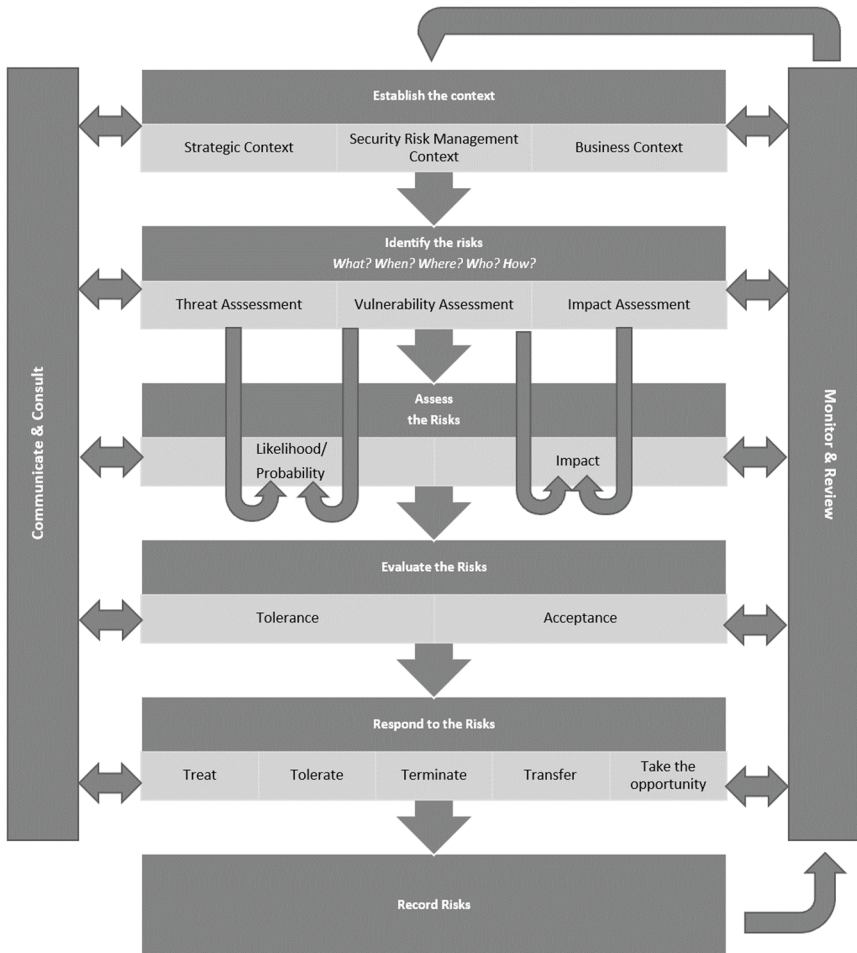 Establish the context
Strategic Context
Security Risk Management
Context
Business Context
Identify the risks
What? When? Where? Who? How?
Threat Asssessment
Vulnerability Assessment
Impact Assessment
Assess
the Risks
Likelihood/
Probability
Impact
Evaluate the Risks
Tolerance
Acceptance
Respond to the Risks
Treat
Tolerate
Terminate
Transfer
Take the
opportunity
Record Risks
Communicate & Consult
Monitor & Review